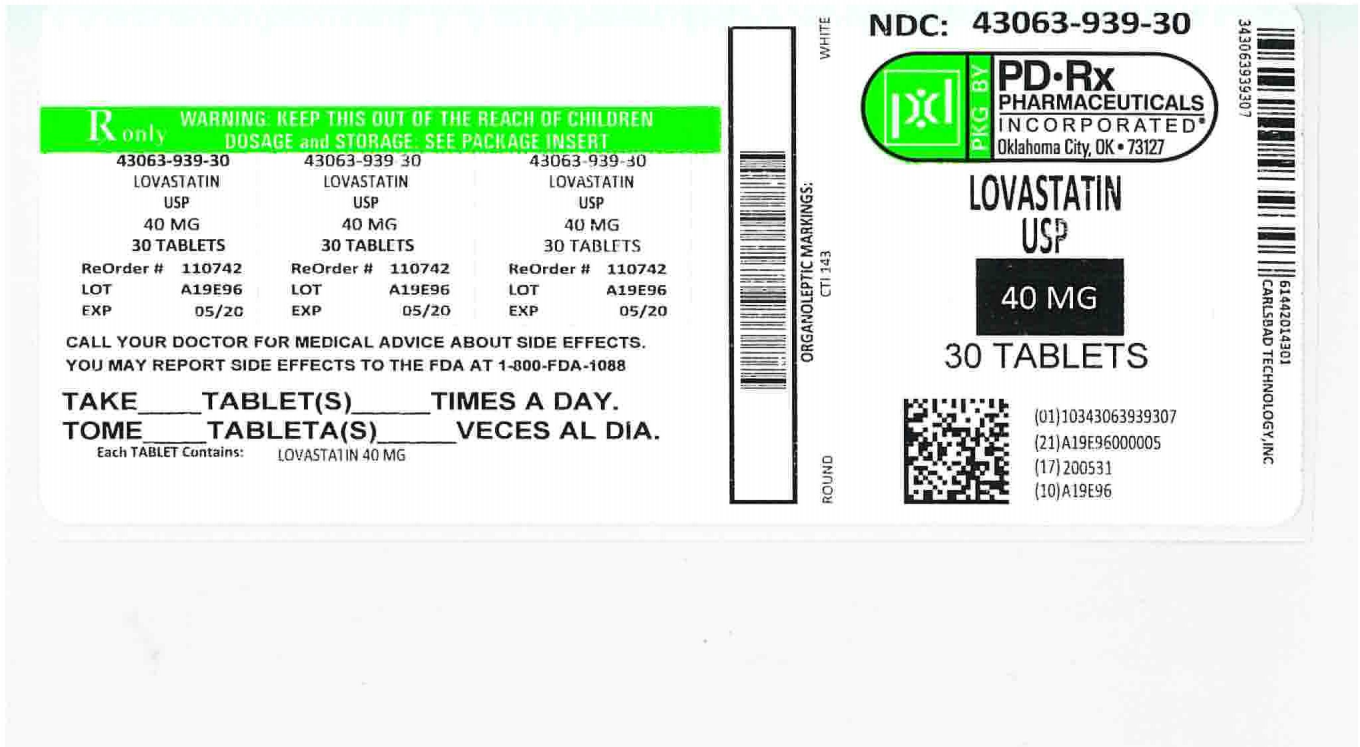 R only
WARNING: KEEP THIS OUT OF THE REACH OF CHILDREN
DOSAGE and STORAGE: SEE PACKAGE INSERT
43063-939-30
LOVASTATIN
USP
40 MG
30 TABLETS
ReOrder # 110742
LOT A19E96
EXP 05/20
43063-939 30
LOVASTATIN
USP
40 MG
30 TABLETS
ReOrder # 110742
LOT A19E96
EXP 05/20
43063-939-30
LOVASTATIN
USP
40 MG
30 TABLETS
ReOrder # 110742
LOT A19E96
EXP 05/20
CALL YOUR DOCTOR FOR MEDICAL ADVICE ABOUT SIDE EFFECTS.
YOU MAY REPORT SIDE EFFECTS TO THE FDA AT 1-800-FDA-1088
TAKE____TABLET(S)_____TIMES A DAY.
TOME____TABLETA(S)_____VECES AL DIA.
Each TABLET Contains: LOVASTATIN 40 MG
ORGANOLEPTIC MARKINGS:
WHITE
CTI 143
ROUND
NDC: 43063-939-30
pd
PKG BY
PD•Rx
PHARMACEUTICALS
INCORPORATED®
Oklahoma City, OK • 73127
LOVASTATIN
USP
40 MG
30 TABLETS
(01)10343063939307
(21)A19E96000005
(17)200531
(10)A19E96
343063939307
61442014301
CARLSBAD TECHNOLOGY,INC